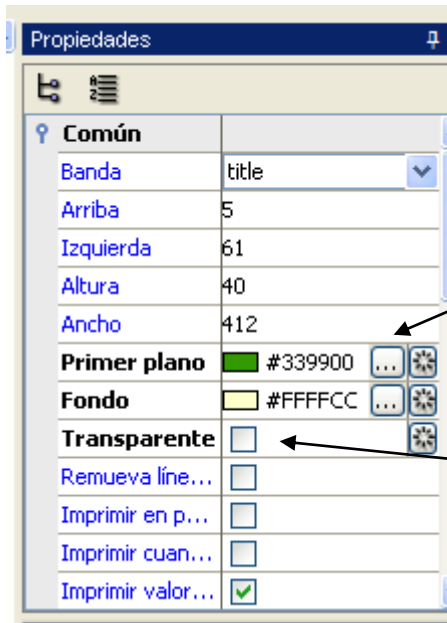 Propiedades
Común
Banda title
Arriba 5
Izquierda 61
Altura 40
Ancho 412
Primer plano #339900 ...
Fondo #FFFFCC ...
Transparente
Remueva líne...
Imprimir en p...
Imprimir cuan...
Imprimir valor...